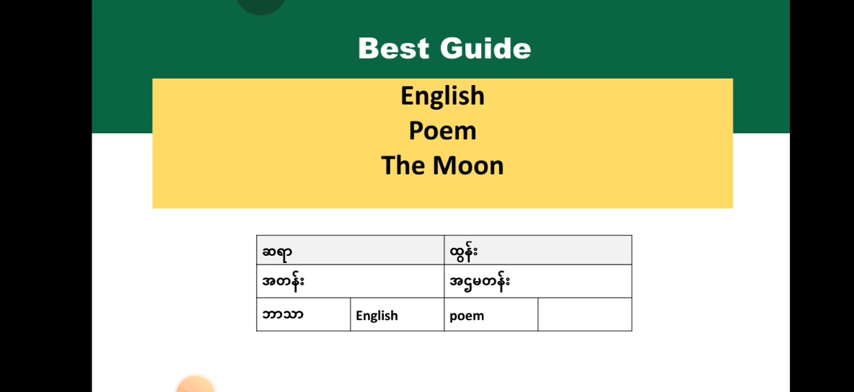 Best Guide
English
Poem
The Moon
ဆရာ ထွန်း
အတန်း အဌမတန်း
ဘာသာ English poem